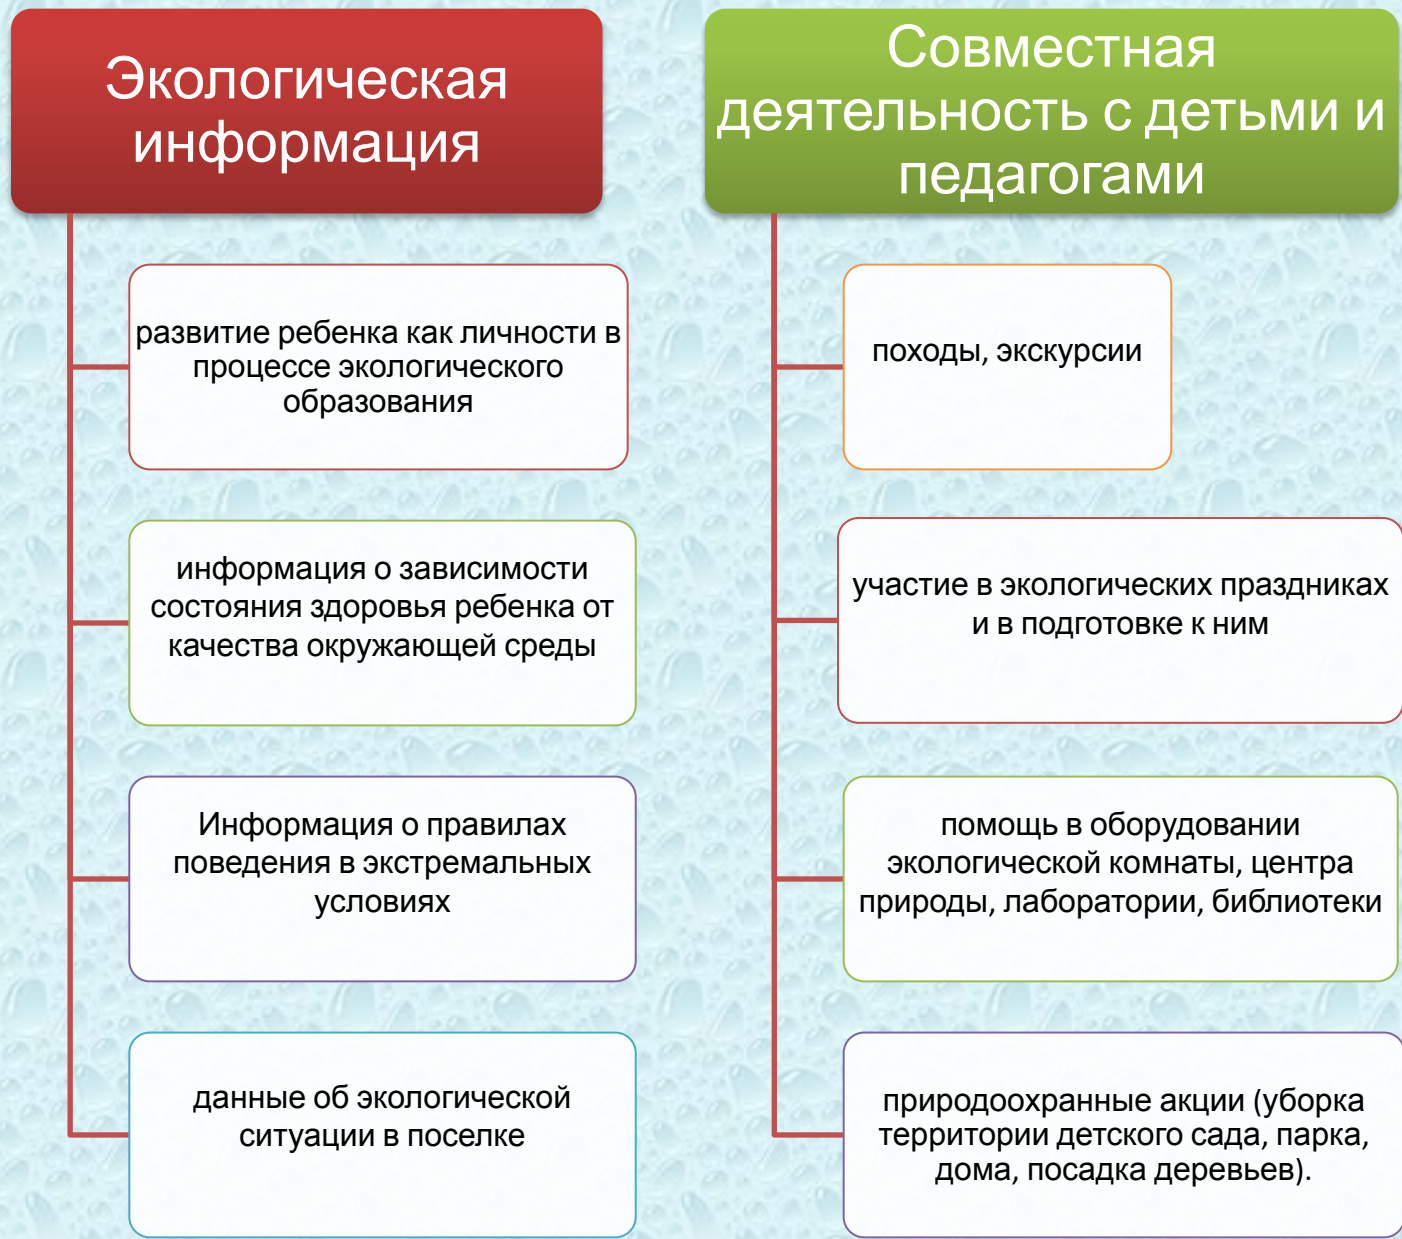 Экологическая
информация
развитие ребенка как личности в
процессе экологического
образования
информация о зависимости
состояния здоровья ребенка от
качества окружающей среды
Информация о правилах
поведения в экстремальных
условиях
данные об экологической
ситуации в поселке
Совместная
деятельность с детьми и
педагогами
походы, экскурсии
участие в экологических праздниках
и в подготовке к ним
помощь в оборудовании
экологической комнаты, центра
природы, лаборатории, библиотеки
природоохранные акции (уборка
территории детского сада, парка,
дома, посадка деревьев).